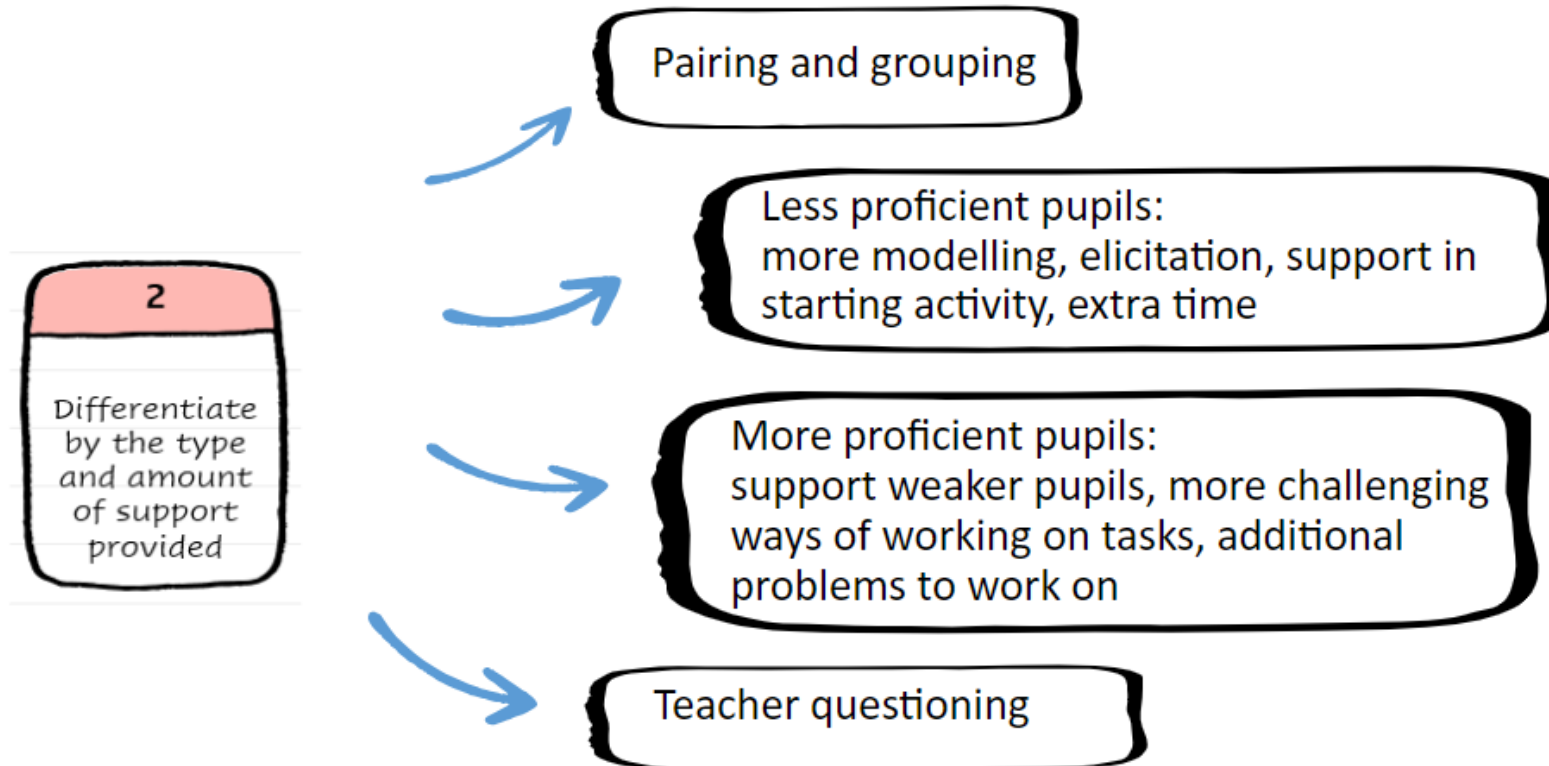 Pairing and grouping
Less proficient pupils:
more modelling, elicitation, support in
starting activity, extra time
2
Differentiate
by the type
and amount
of support
provided
More proficient pupils:
support weaker pupils, more challenging
ways of working on tasks, additional
problems to work on
Teacher questioning